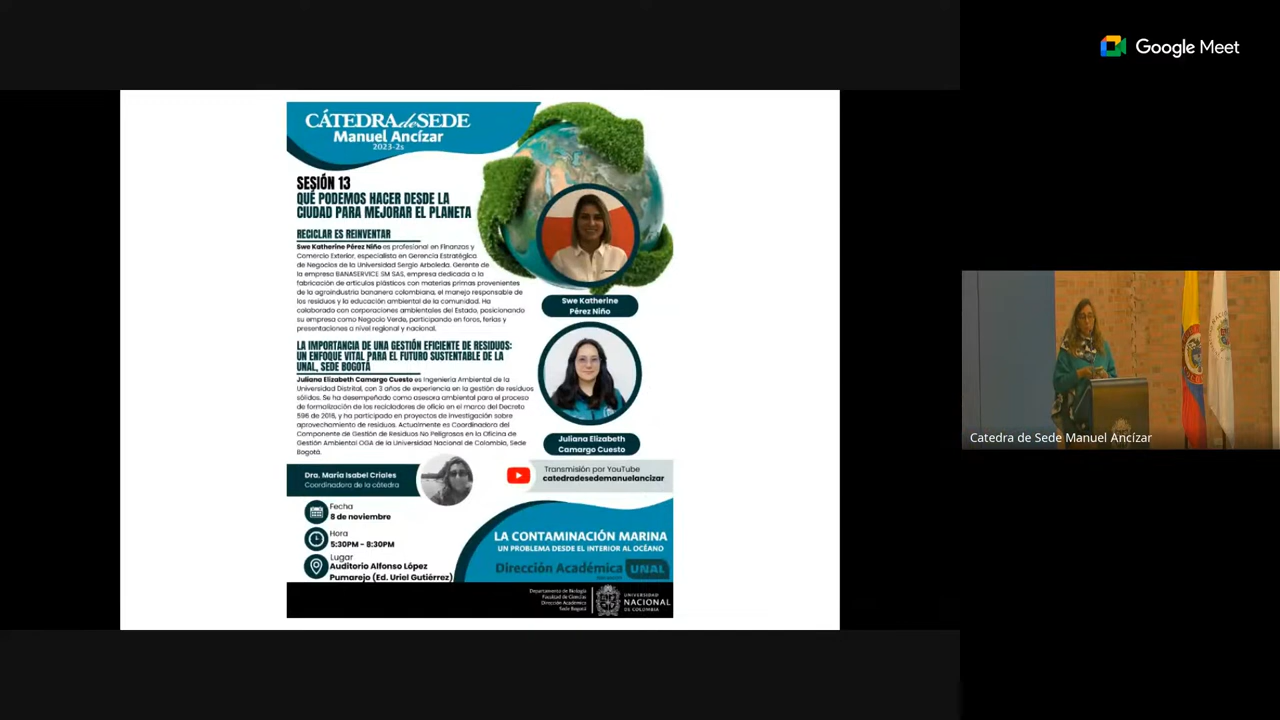 Google Meet
CÁTEDRA de SEDE
Manuel Ancízar
2023-2s
SESIÓN 13
QUÉ PODEMOS HACER DESDE LA
CIUDAD PARA MEJORAR EL PLANETA
RECICLAR ES REINVENTAR
Swe Katherine Pérez Niño es profesional en Finanzas y
Comercio Exterior, especialista en Gerencia Estratégica
de Negocios de la Universidad Sergio Arboleda. Gerente de
la empresa BANASERVICE SM SAS, empresa dedicada a la
fabricación de artículos plásticos con materias primas provenientes
de la agroindustria bananera colombiana, el manejo responsable de
los residuos y la educación ambiental de la comunidad. Ha
colaborado con corporaciones ambientales del Estado, posicionando
su empresa como Negocio Verde, participando en foros, ferias y
presentaciones a nivel regional y nacional.
Swe Katherine
Pérez Niño
LA IMPORTANCIA DE UNA GESTIÓN EFICIENTE DE RESIDUOS:
UN ENFOQUE VITAL PARA EL FUTURO SUSTENTABLE DE LA
UNAL, SEDE BOGOTÁ
Juliana Elizabeth Camargo Cuesto es Ingeniera Ambiental de la
Universidad Distrital, con 3 años de experiencia en la gestión de residuos
sólidos. Se ha desempeñado como asesora ambiental para el proceso
de formalización de los recicladores de oficio en el marco del Decreto
596 de 2016, y ha participado en proyectos de investigación sobre
aprovechamiento de residuos. Actualmente es Coordinadora del
Componente de Gestión de Residuos No Peligrosos en la Oficina de
Gestión Ambiental OGA de la Universidad Nacional de Colombia, Sede
Bogotá.
Juliana Elizabeth
Camargo Cuesto
Dra. María Isabel Criales
Coordinadora de la cátedra
Transmisión por YouTube
catedradesedemanuelancizar
Fecha
8 de noviembre
Hora
5:30PM - 8:30PM
Lugar
Auditorio Alfonso López
Pumarejo (Ed. Uriel Gutiérrez)
LA CONTAMINACIÓN MARINA
UN PROBLEMA DESDE EL INTERIOR AL OCÉANO
Dirección Académica UNAL
Departamento de Biología
Facultad de Ciencias
Dirección Académica
Sede Bogotá
UNIVERSIDAD
NACIONAL
DE COLOMBIA
Catedra de Sede Manuel Ancízar